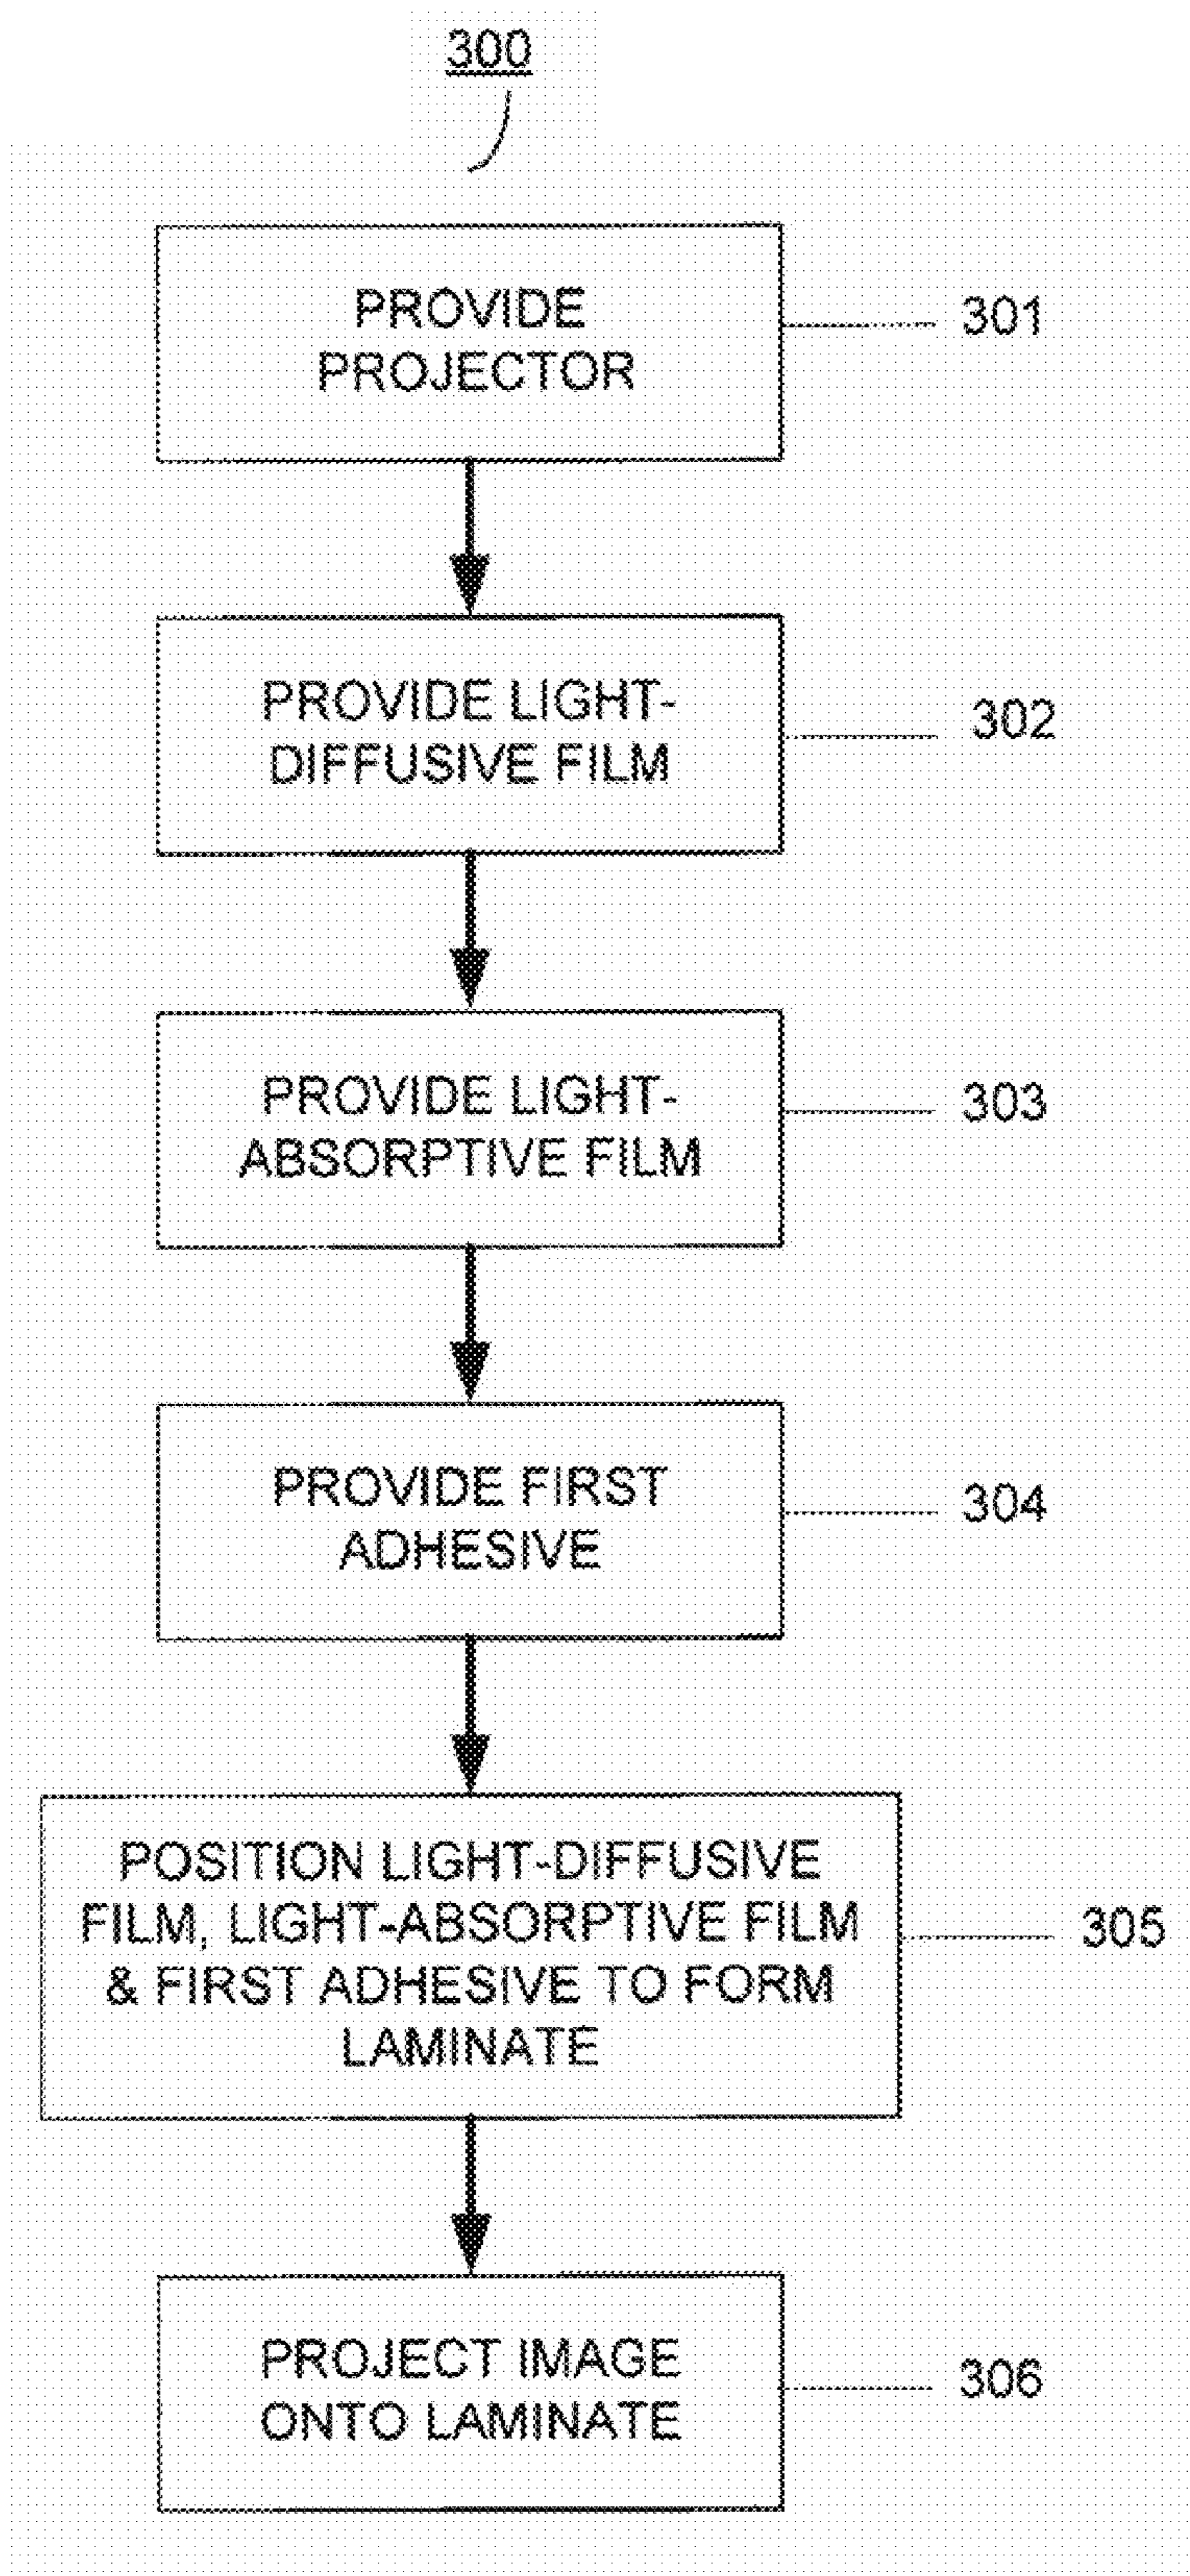 300
PROVIDE
PROJECTOR
301
PROVIDE LIGHT-
DIFFUSIVE FILM
302
PROVIDE LIGHT-
ABSORPTIVE FILM
303
PROVIDE FIRST
ADHESIVE
304
POSITION LIGHT-DIFFUSIVE
FILM, LIGHT-ABSORPTIVE FILM
& FIRST ADHESIVE TO FORM
LAMINATE
305
PROJECT IMAGE
ONTO LAMINATE
306